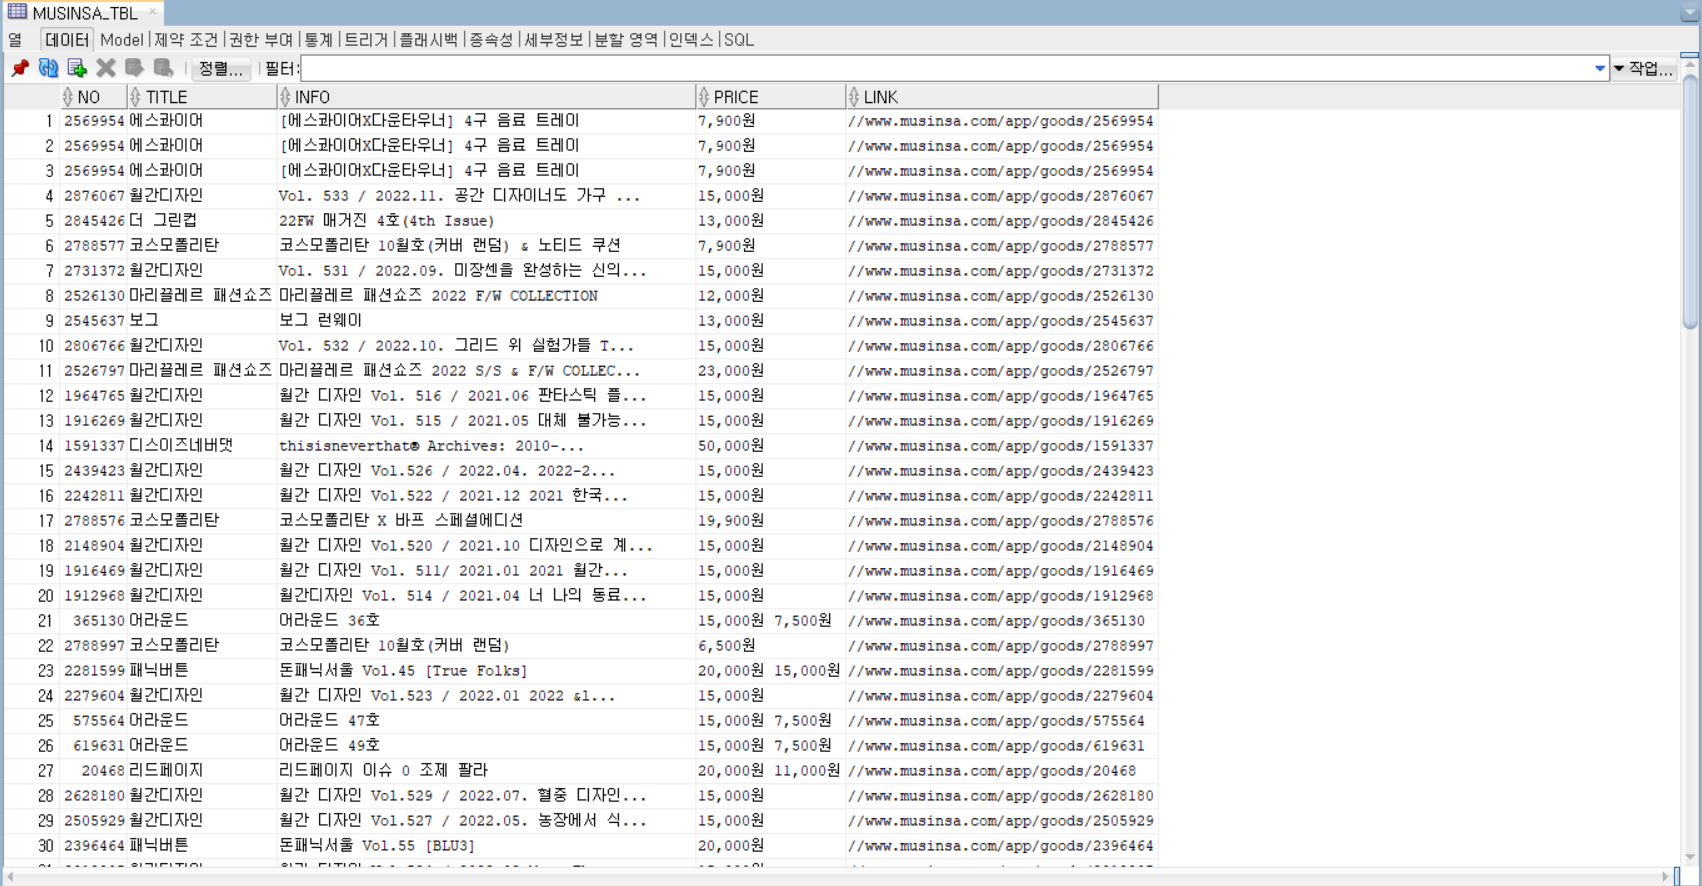 MUSINSA_TBL
열 데이터 Model 제약 조건 권한 부여 통계 트리거 플래시백 종속성 세부정보 분할 영역 인덱스 SQL
정렬... 필터: 작업...
NO TITLE INFO PRICE LINK
1 2569954 에스콰이어 [에스콰이어X다운타우너] 4구 음료 트레이 7,900원 //www.musinsa.com/app/goods/2569954
2 2569954 에스콰이어 [에스콰이어X다운타우너] 4구 음료 트레이 7,900원 //www.musinsa.com/app/goods/2569954
3 2569954 에스콰이어 [에스콰이어X다운타우너] 4구 음료 트레이 7,900원 //www.musinsa.com/app/goods/2569954
4 2876067 월간디자인 Vol. 533 / 2022.11. 공간 디자이너도 가구 ... 15,000원 //www.musinsa.com/app/goods/2876067
5 2845426 더 그린컵 22FW 매거진 4호(4th Issue) 13,000원 //www.musinsa.com/app/goods/2845426
6 2788577 코스모폴리탄 코스모폴리탄 10월호(커버 랜덤) & 노티드 쿠션 7,900원 //www.musinsa.com/app/goods/2788577
7 2731372 월간디자인 Vol. 531 / 2022.09. 미장센을 완성하는 신의... 15,000원 //www.musinsa.com/app/goods/2731372
8 2526130 마리끌레르 패션쇼즈 마리끌레르 패션쇼즈 2022 F/W COLLECTION 12,000원 //www.musinsa.com/app/goods/2526130
9 2545637 보그 보그 런웨이 13,000원 //www.musinsa.com/app/goods/2545637
10 2806766 월간디자인 Vol. 532 / 2022.10. 그리드 위 실험가들 T... 15,000원 //www.musinsa.com/app/goods/2806766
11 2526797 마리끌레르 패션쇼즈 마리끌레르 패션쇼즈 2022 S/S & F/W COLLEC... 23,000원 //www.musinsa.com/app/goods/2526797
12 1964765 월간디자인 월간 디자인 Vol. 516 / 2021.06 판타스틱 플... 15,000원 //www.musinsa.com/app/goods/1964765
13 1916269 월간디자인 월간 디자인 Vol. 515 / 2021.05 대체 불가능... 15,000원 //www.musinsa.com/app/goods/1916269
14 1591337 디스이즈네버댓 thisisneverthat® Archives: 2010-... 50,000원 //www.musinsa.com/app/goods/1591337
15 2439423 월간디자인 월간 디자인 Vol.526 / 2022.04. 2022-2... 15,000원 //www.musinsa.com/app/goods/2439423
16 2242811 월간디자인 월간 디자인 Vol.522 / 2021.12 2021 한국... 15,000원 //www.musinsa.com/app/goods/2242811
17 2788576 코스모폴리탄 코스모폴리탄 X 바프 스페셜에디션 19,900원 //www.musinsa.com/app/goods/2788576
18 2148904 월간디자인 월간 디자인 Vol.520 / 2021.10 디자인으로 계... 15,000원 //www.musinsa.com/app/goods/2148904
19 1916469 월간디자인 월간 디자인 Vol. 511/ 2021.01 2021 월간... 15,000원 //www.musinsa.com/app/goods/1916469
20 1912968 월간디자인 월간디자인 Vol. 514 / 2021.04 너 나의 동료... 15,000원 //www.musinsa.com/app/goods/1912968
21 365130 어라운드 어라운드 36호 15,000원 7,500원 //www.musinsa.com/app/goods/365130
22 2788997 코스모폴리탄 코스모폴리탄 10월호(커버 랜덤) 6,500원 //www.musinsa.com/app/goods/2788997
23 2281599 패닉버튼 돈패닉서울 Vol.45 [True Folks] 20,000원 15,000원 //www.musinsa.com/app/goods/2281599
24 2279604 월간디자인 월간 디자인 Vol.523 / 2022.01 2022 &l... 15,000원 //www.musinsa.com/app/goods/2279604
25 575564 어라운드 어라운드 47호 15,000원 7,500원 //www.musinsa.com/app/goods/575564
26 619631 어라운드 어라운드 49호 15,000원 7,500원 //www.musinsa.com/app/goods/619631
27 20468 리드페이지 리드페이지 이슈 0 조제 팔라 20,000원 11,000원 //www.musinsa.com/app/goods/20468
28 2628180 월간디자인 월간 디자인 Vol.529 / 2022.07. 혈중 디자인... 15,000원 //www.musinsa.com/app/goods/2628180
29 2505929 월간디자인 월간 디자인 Vol.527 / 2022.05. 농장에서 식... 15,000원 //www.musinsa.com/app/goods/2505929
30 2396464 패닉버튼 돈패닉서울 Vol.55 [BLU3] 20,000원 //www.musinsa.com/app/goods/2396464